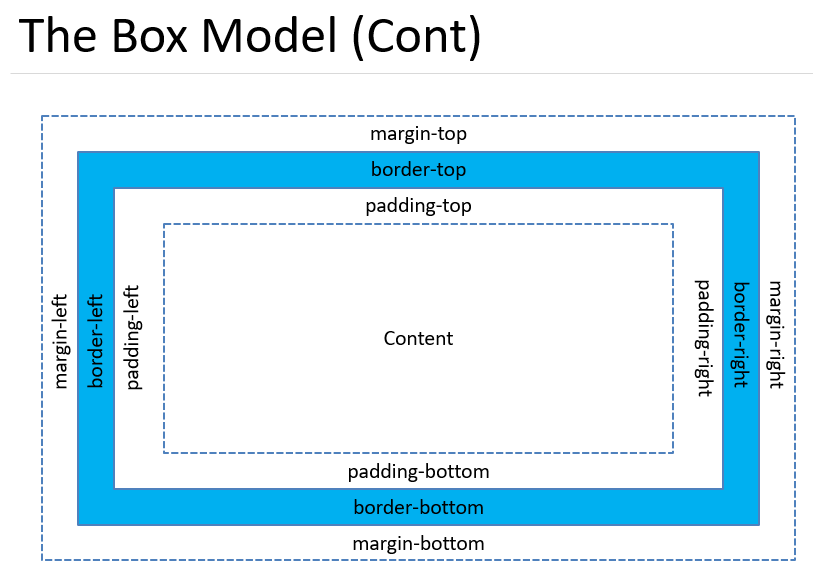 The Box Model (Cont)
margin-top
border-top
padding-top
margin-left
border-left
padding-left
Content
padding-right
border-right
margin-right
padding-bottom
border-bottom
margin-bottom